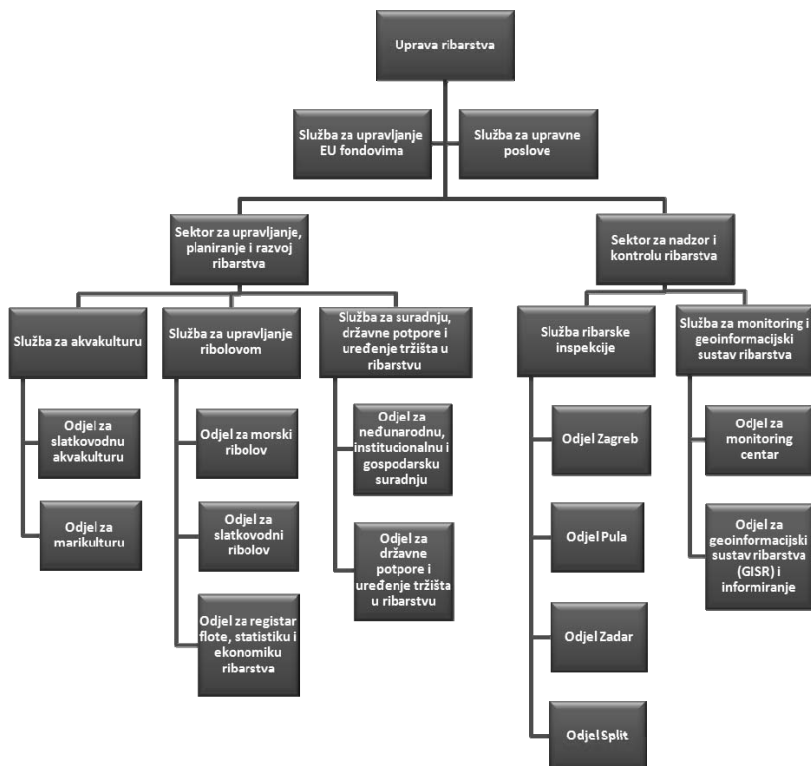 Uprava ribarstva
Služba za upravljanje
EU fondovima
Služba za upravne
poslove
Sektor za upravljanje,
planiranje i razvoj
ribarstva
Sektor za nadzor i
kontrolu ribarstva
Služba za akvakulturu
Služba za upravljanje
ribolovom
Služba za suradnju,
državne potpore i
uređenje tržišta u
ribarstvu
Služba ribarske
inspekcije
Služba za monitoring i
geoinformacijski
sustav ribarstva
Odjel za
slatkovodnu
akvakulturu
Odjel za
marikulturu
Odjel za morski
ribolov
Odjel za
slatkovodni
ribolov
Odjel za registar
flote, statistiku i
ekonomiku
ribarstva
Odjel za
neđunarodnu,
institucionalnu i
gospodarsku
suradnju
Odjel za
državne
potpore i
uređenje tržišta
u ribarstvu
Odjel Zagreb
Odjel Pula
Odjel Zadar
Odjel Split
Odjel za
monitoring
centar
Odjel za
geoinformacijski
sustav ribarstva
(GISR) i
informiranje